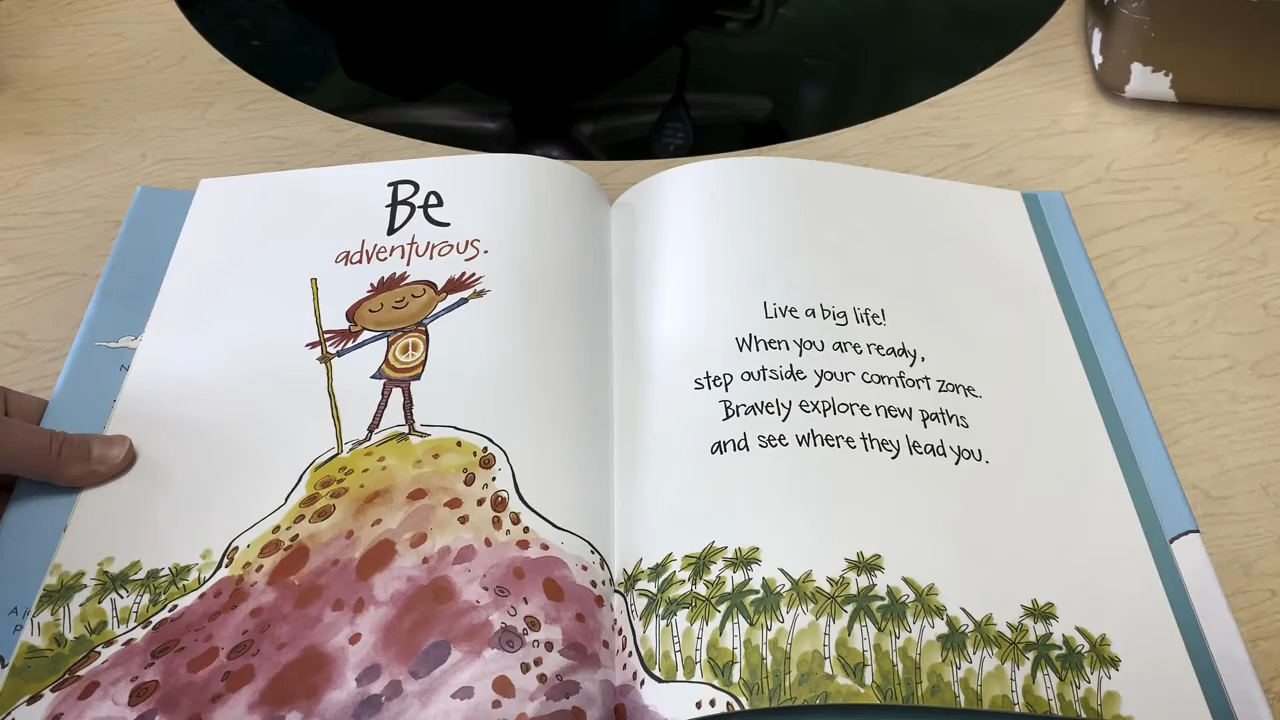 Be
adventurous.
Live a big life!
When you are ready,
step outside your comfort zone.
Bravely explore new paths
and see where they lead you.